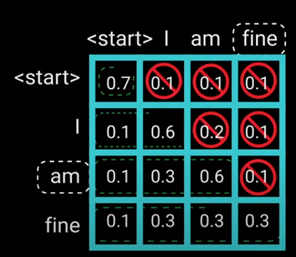 <start> I am fine
<start> 0.7 0.1 0.1 0.1
I 0.1 0.6 0.2 0.1
am 0.1 0.3 0.6 0.1
fine 0.1 0.3 0.3 0.3